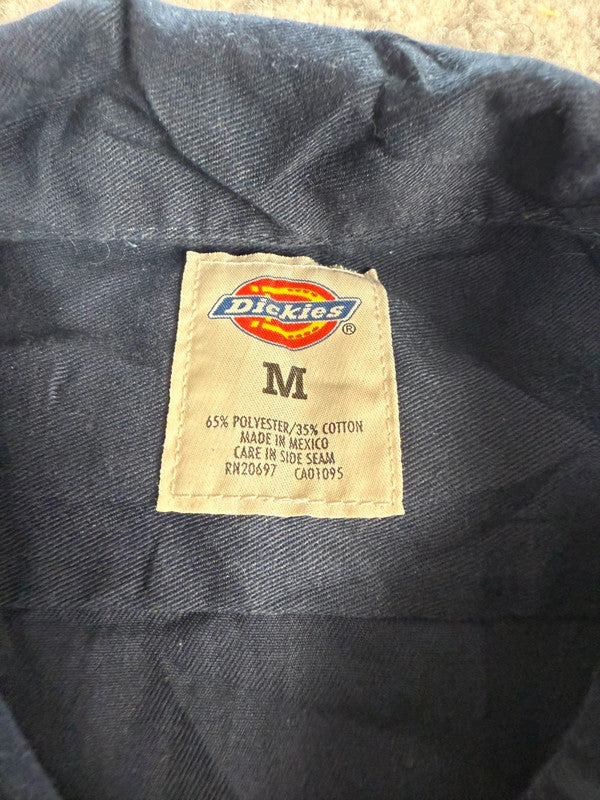 Dickies
®
M
65% POLYESTER/35% COTTON
MADE IN MEXICO
CARE IN SIDE SEAM
RN20697 CA01095